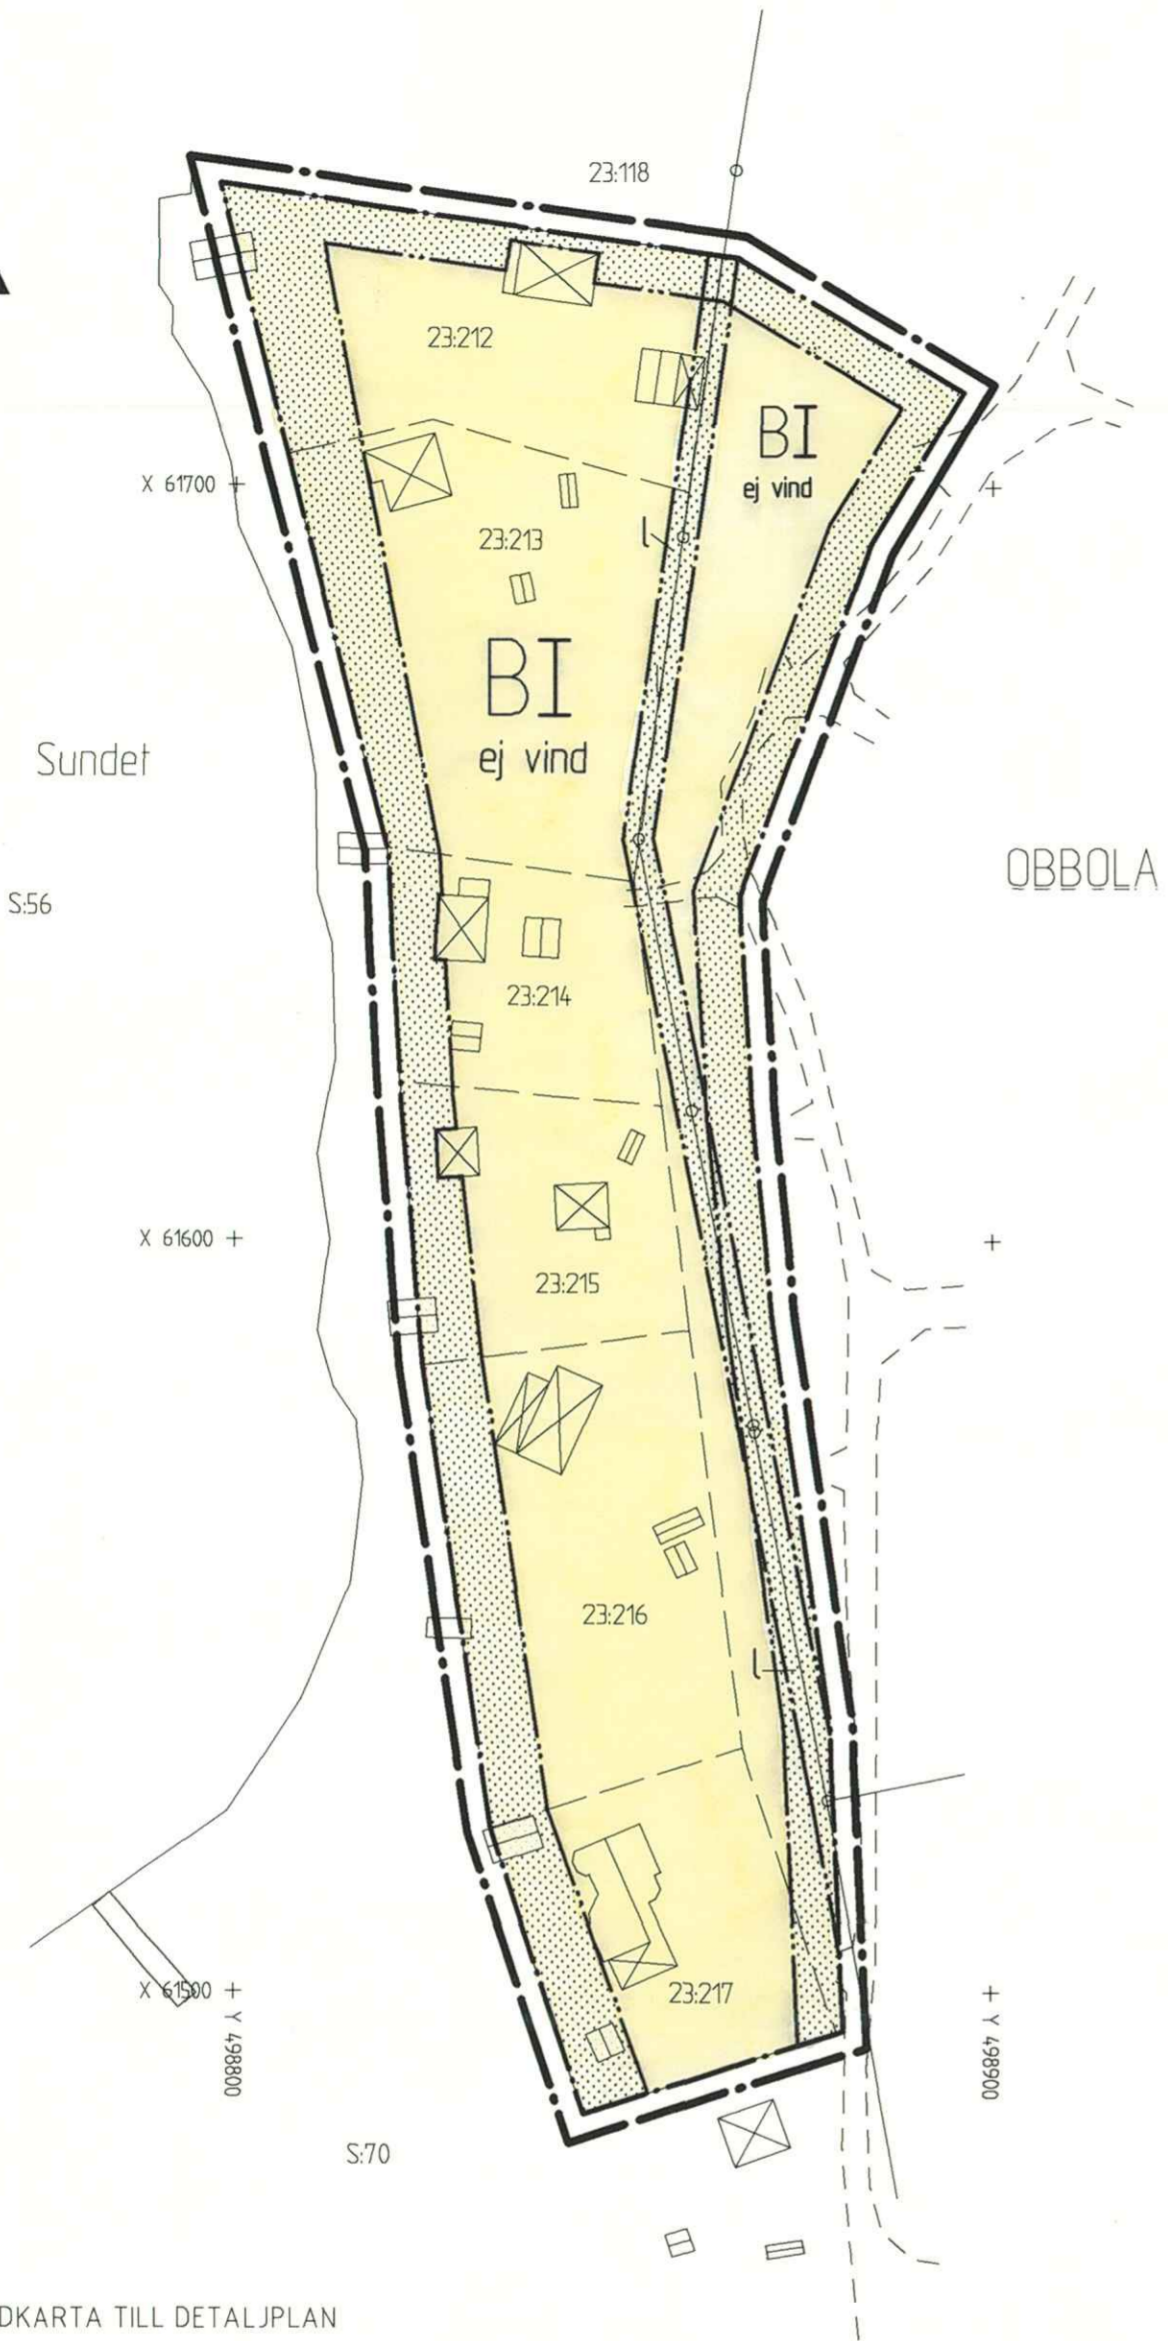 23:118
23:212
BI
ej vind
X 61700
l
23:213
BI
ej vind
Sundet
OBBOLA
S:56
23:214
X 61600
23:215
23:216
l
X 61500
23:217
Y 498800
Y 498900
S:70
DKARTA TILL DETALJPLAN